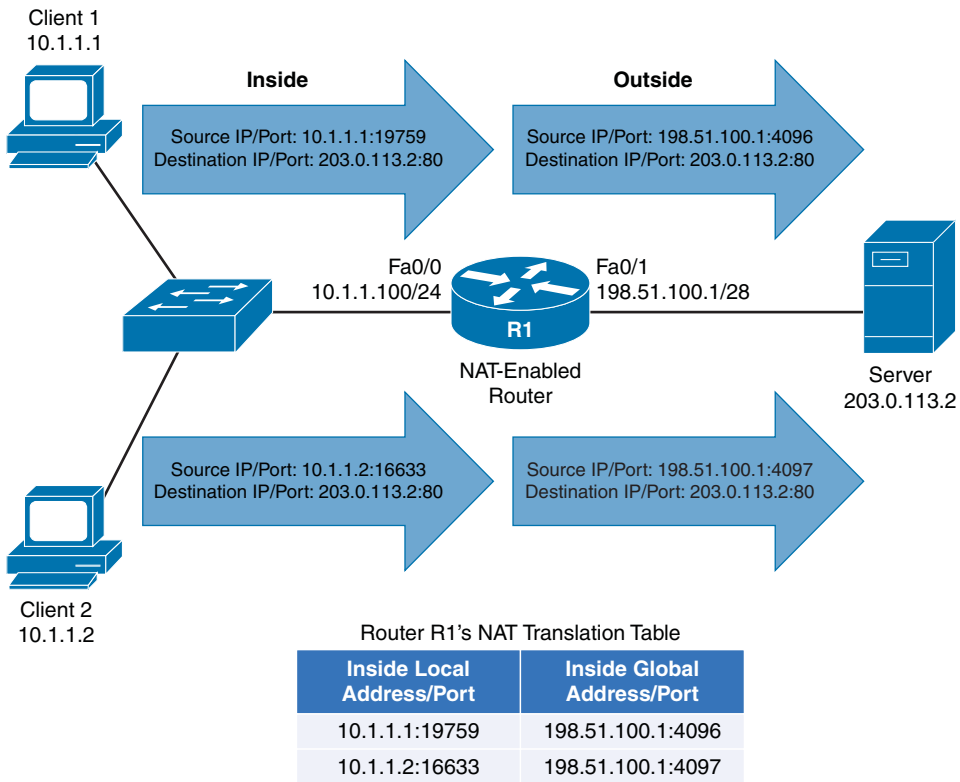 Client 1
10.1.1.1
Inside
Outside
Source IP/Port: 10.1.1.1:19759
Destination IP/Port: 203.0.113.2:80
Source IP/Port: 198.51.100.1:4096
Destination IP/Port: 203.0.113.2:80
Fa0/0
10.1.1.100/24
Fa0/1
198.51.100.1/28
R1
NAT-Enabled
Router
Server
203.0.113.2
Source IP/Port: 10.1.1.2:16633
Destination IP/Port: 203.0.113.2:80
Source IP/Port: 198.51.100.1:4097
Destination IP/Port: 203.0.113.2:80
Client 2
10.1.1.2
Router R1's NAT Translation Table
Inside Local
Address/Port
Inside Global
Address/Port
10.1.1.1:19759
198.51.100.1:4096
10.1.1.2:16633
198.51.100.1:4097